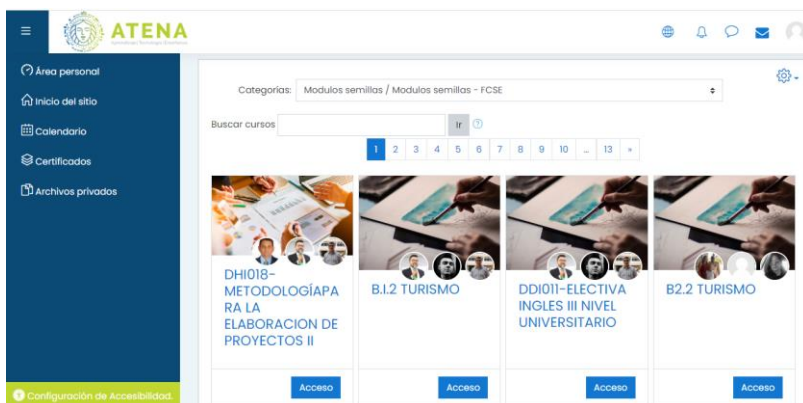 ATENA
Área personal
Inicio del sitio
Calendario
Certificados
Archivos privados
Configuración de Accesibilidad.
Categorías: Modulos semillas / Modulos semillas - FCSE
Buscar cursos Ir
1 2 3 4 5 6 7 8 9 10 ... 13 »
DHI018-
METODOLOGÍAPA
RA LA
ELABORACION DE
PROYECTOS II
Acceso
B.I.2 TURISMO
Acceso
DDI011-ELECTIVA
INGLES III NIVEL
UNIVERSITARIO
Acceso
B2.2 TURISMO
Acceso